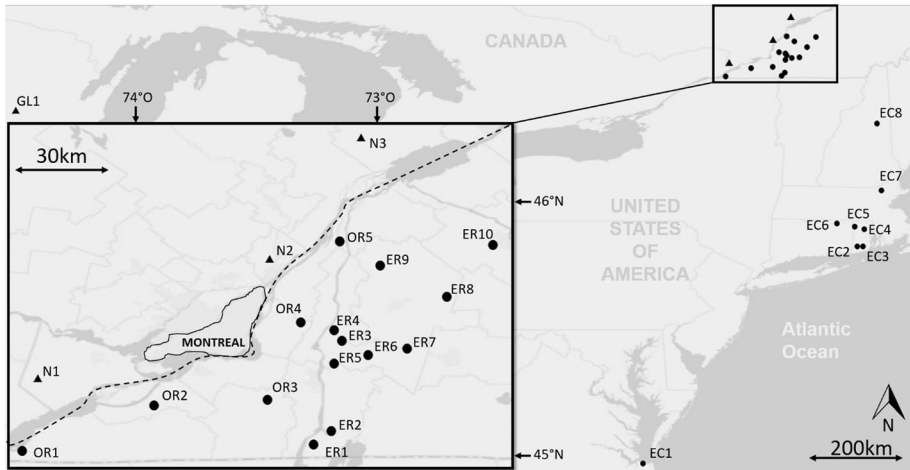 CANADA
GL1
74°O
73°O
EC8
30km
N3
EC7
46°N
UNITED
STATES
OF
AMERICA
EC6
EC5
EC4
EC2
EC3
OR5
ER10
N2
ER9
ER8
OR4
ER4
ER3
MONTREAL
ER6
ER7
ER5
Atlantic
Ocean
N1
OR2
OR3
ER2
ER1
OR1
45°N
EC1
N
200km